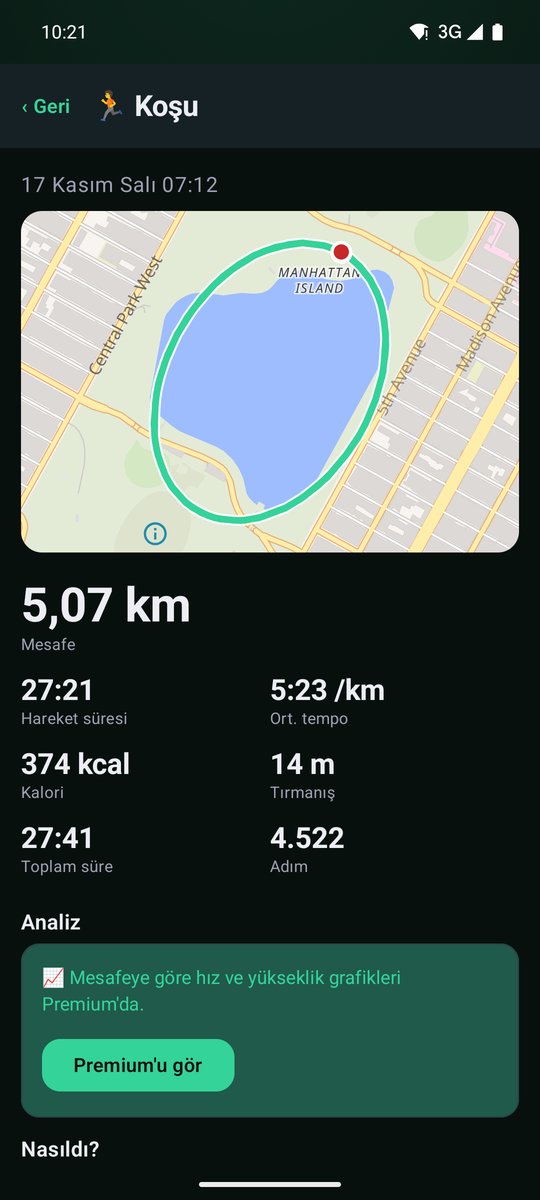 10:21
3G
‹ Geri
🏃 Koşu
17 Kasım Salı 07:12
MANHATTAN
ISLAND
Central Park West
5th Avenue
Madison Avenue
5,07 km
Mesafe
27:21
5:23 /km
Hareket süresi
Ort. tempo
374 kcal
14 m
Kalori
Tırmanış
27:41
4.522
Toplam süre
Adım
Analiz
📈 Mesafeye göre hız ve yükseklik grafikleri
Premium'da.
Premium'u gör
Nasıldı?